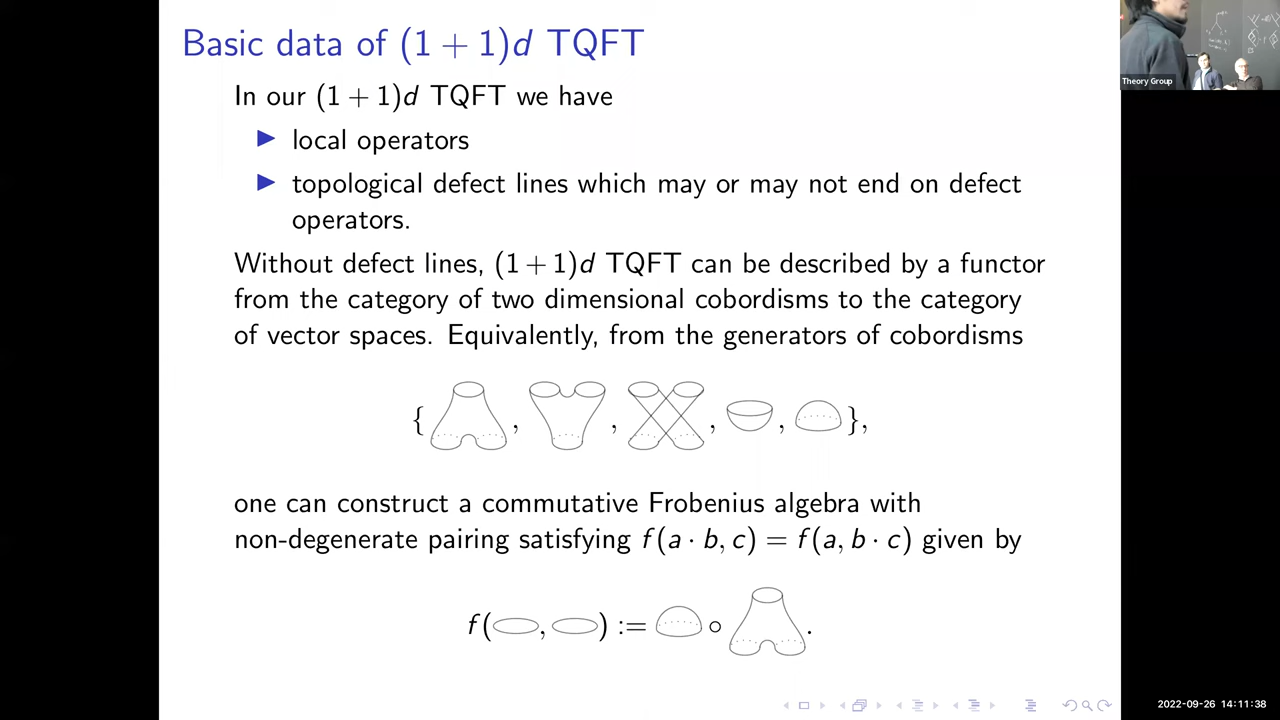 Basic data of (1 + 1)d TQFT
In our (1 + 1)d TQFT we have
local operators
topological defect lines which may or may not end on defect
operators.
Without defect lines, (1 + 1)d TQFT can be described by a functor
from the category of two dimensional cobordisms to the category
of vector spaces. Equivalently, from the generators of cobordisms
{ , , , , },
one can construct a commutative Frobenius algebra with
non-degenerate pairing satisfying f(a · b, c) = f(a, b · c) given by
f( , ) := ∘ .
Theory Group
2022-09-26 14:11:38